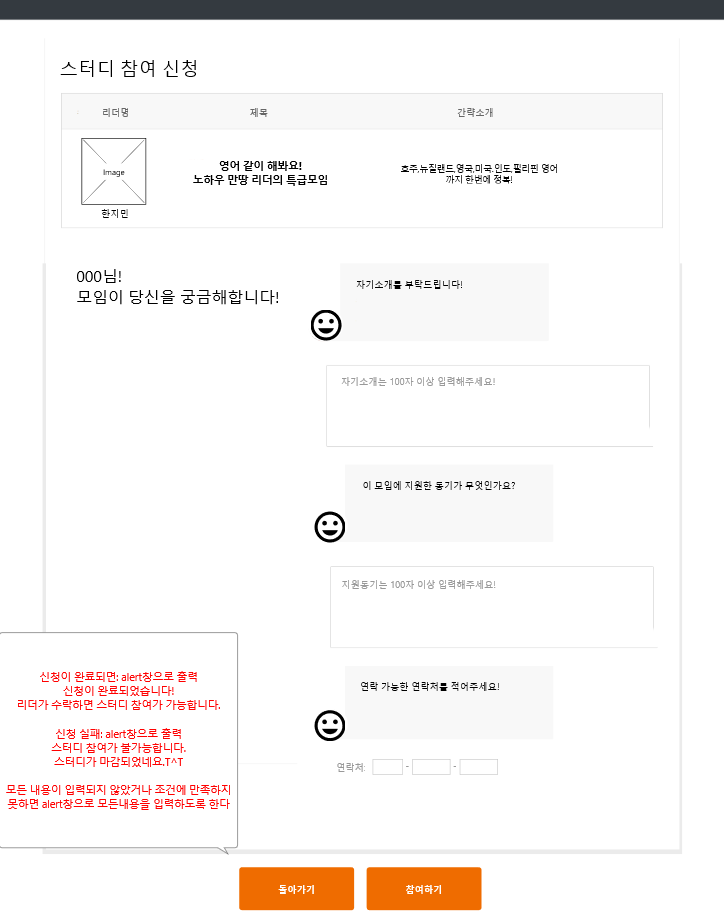 스터디 참여 신청
리더명 제목 간략소개
Image
한지민
영어 같이 해봐요!
노하우 만땅 리더의 특급모임
호주,뉴질랜드,영국,미국,인도,필리핀 영어
까지 한번에 정복!
000님!
모임이 당신을 궁금해합니다!
자기소개를 부탁드립니다!
자기소개는 100자 이상 입력해주세요!
이 모임에 지원한 동기가 무엇인가요?
지원동기는 100자 이상 입력해주세요!
연락 가능한 연락처를 적어주세요!
연락처: - -
신청이 완료되면: alert창으로 출력
신청이 완료되었습니다!
리더가 수락하면 스터디 참여가 가능합니다.
신청 실패: alert창으로 출력
스터디 참여가 불가능합니다.
스터디가 마감되었네요.T^T
모든 내용이 입력되지 않았거나 조건에 만족하지
못하면 alert창으로 모든내용을 입력하도록 한다
돌아가기 참여하기